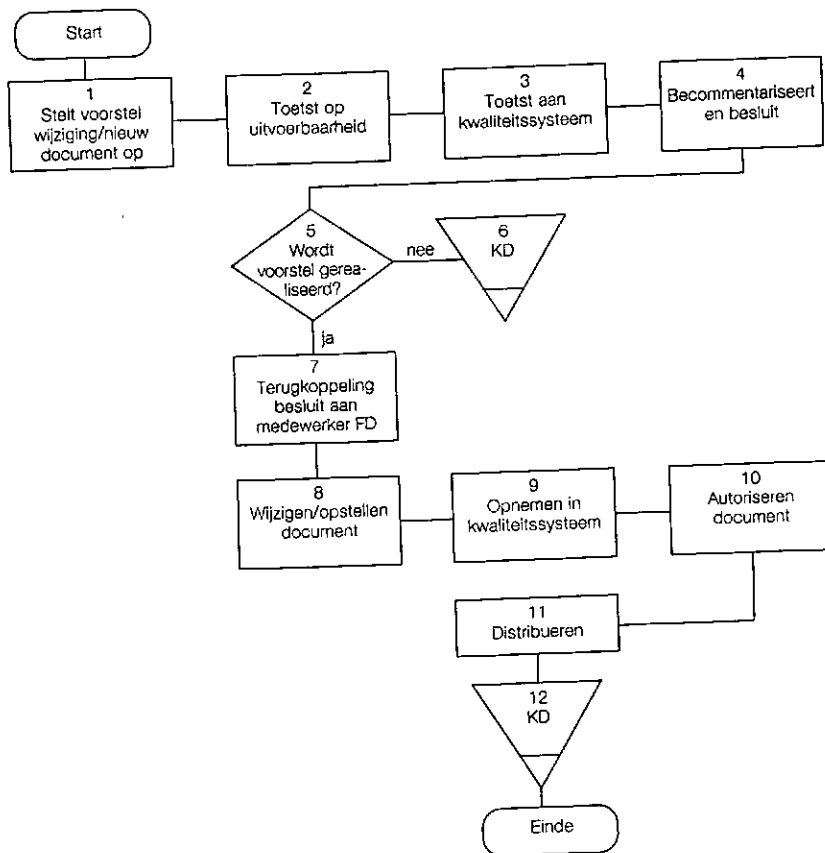 Start
1
Stelt voorstel
wijziging/nieuw
document op
2
Toetst op
uitvoerbaarheid
3
Toetst aan
kwaliteitssysteem
4
Becommentariseert
en besluit
5
Wordt
voorstel gerea-
liseerd?
nee
6
KD
ja
7
Terugkoppeling
besluit aan
medewerker FD
8
Wijzigen/opstellen
document
9
Opnemen in
kwaliteitssysteem
10
Autoriseren
document
11
Distribueren
12
KD
Einde